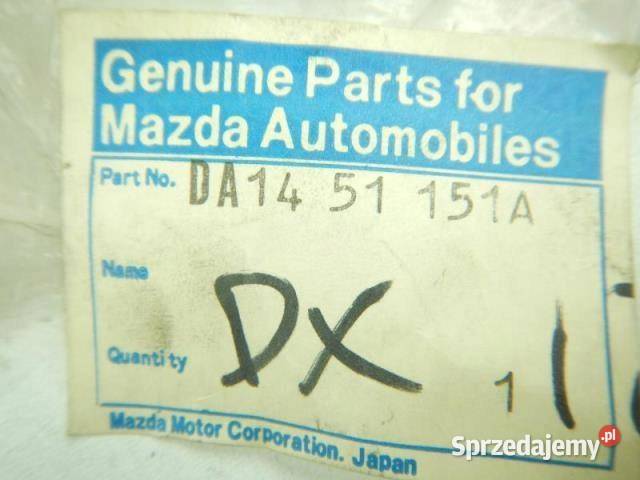 Genuine Parts for
Mazda Automobiles
Part No. DA14 51 151A
Name
DX
Quantity 1
Mazda Motor Corporation. Japan
Sprzedajemy.pl